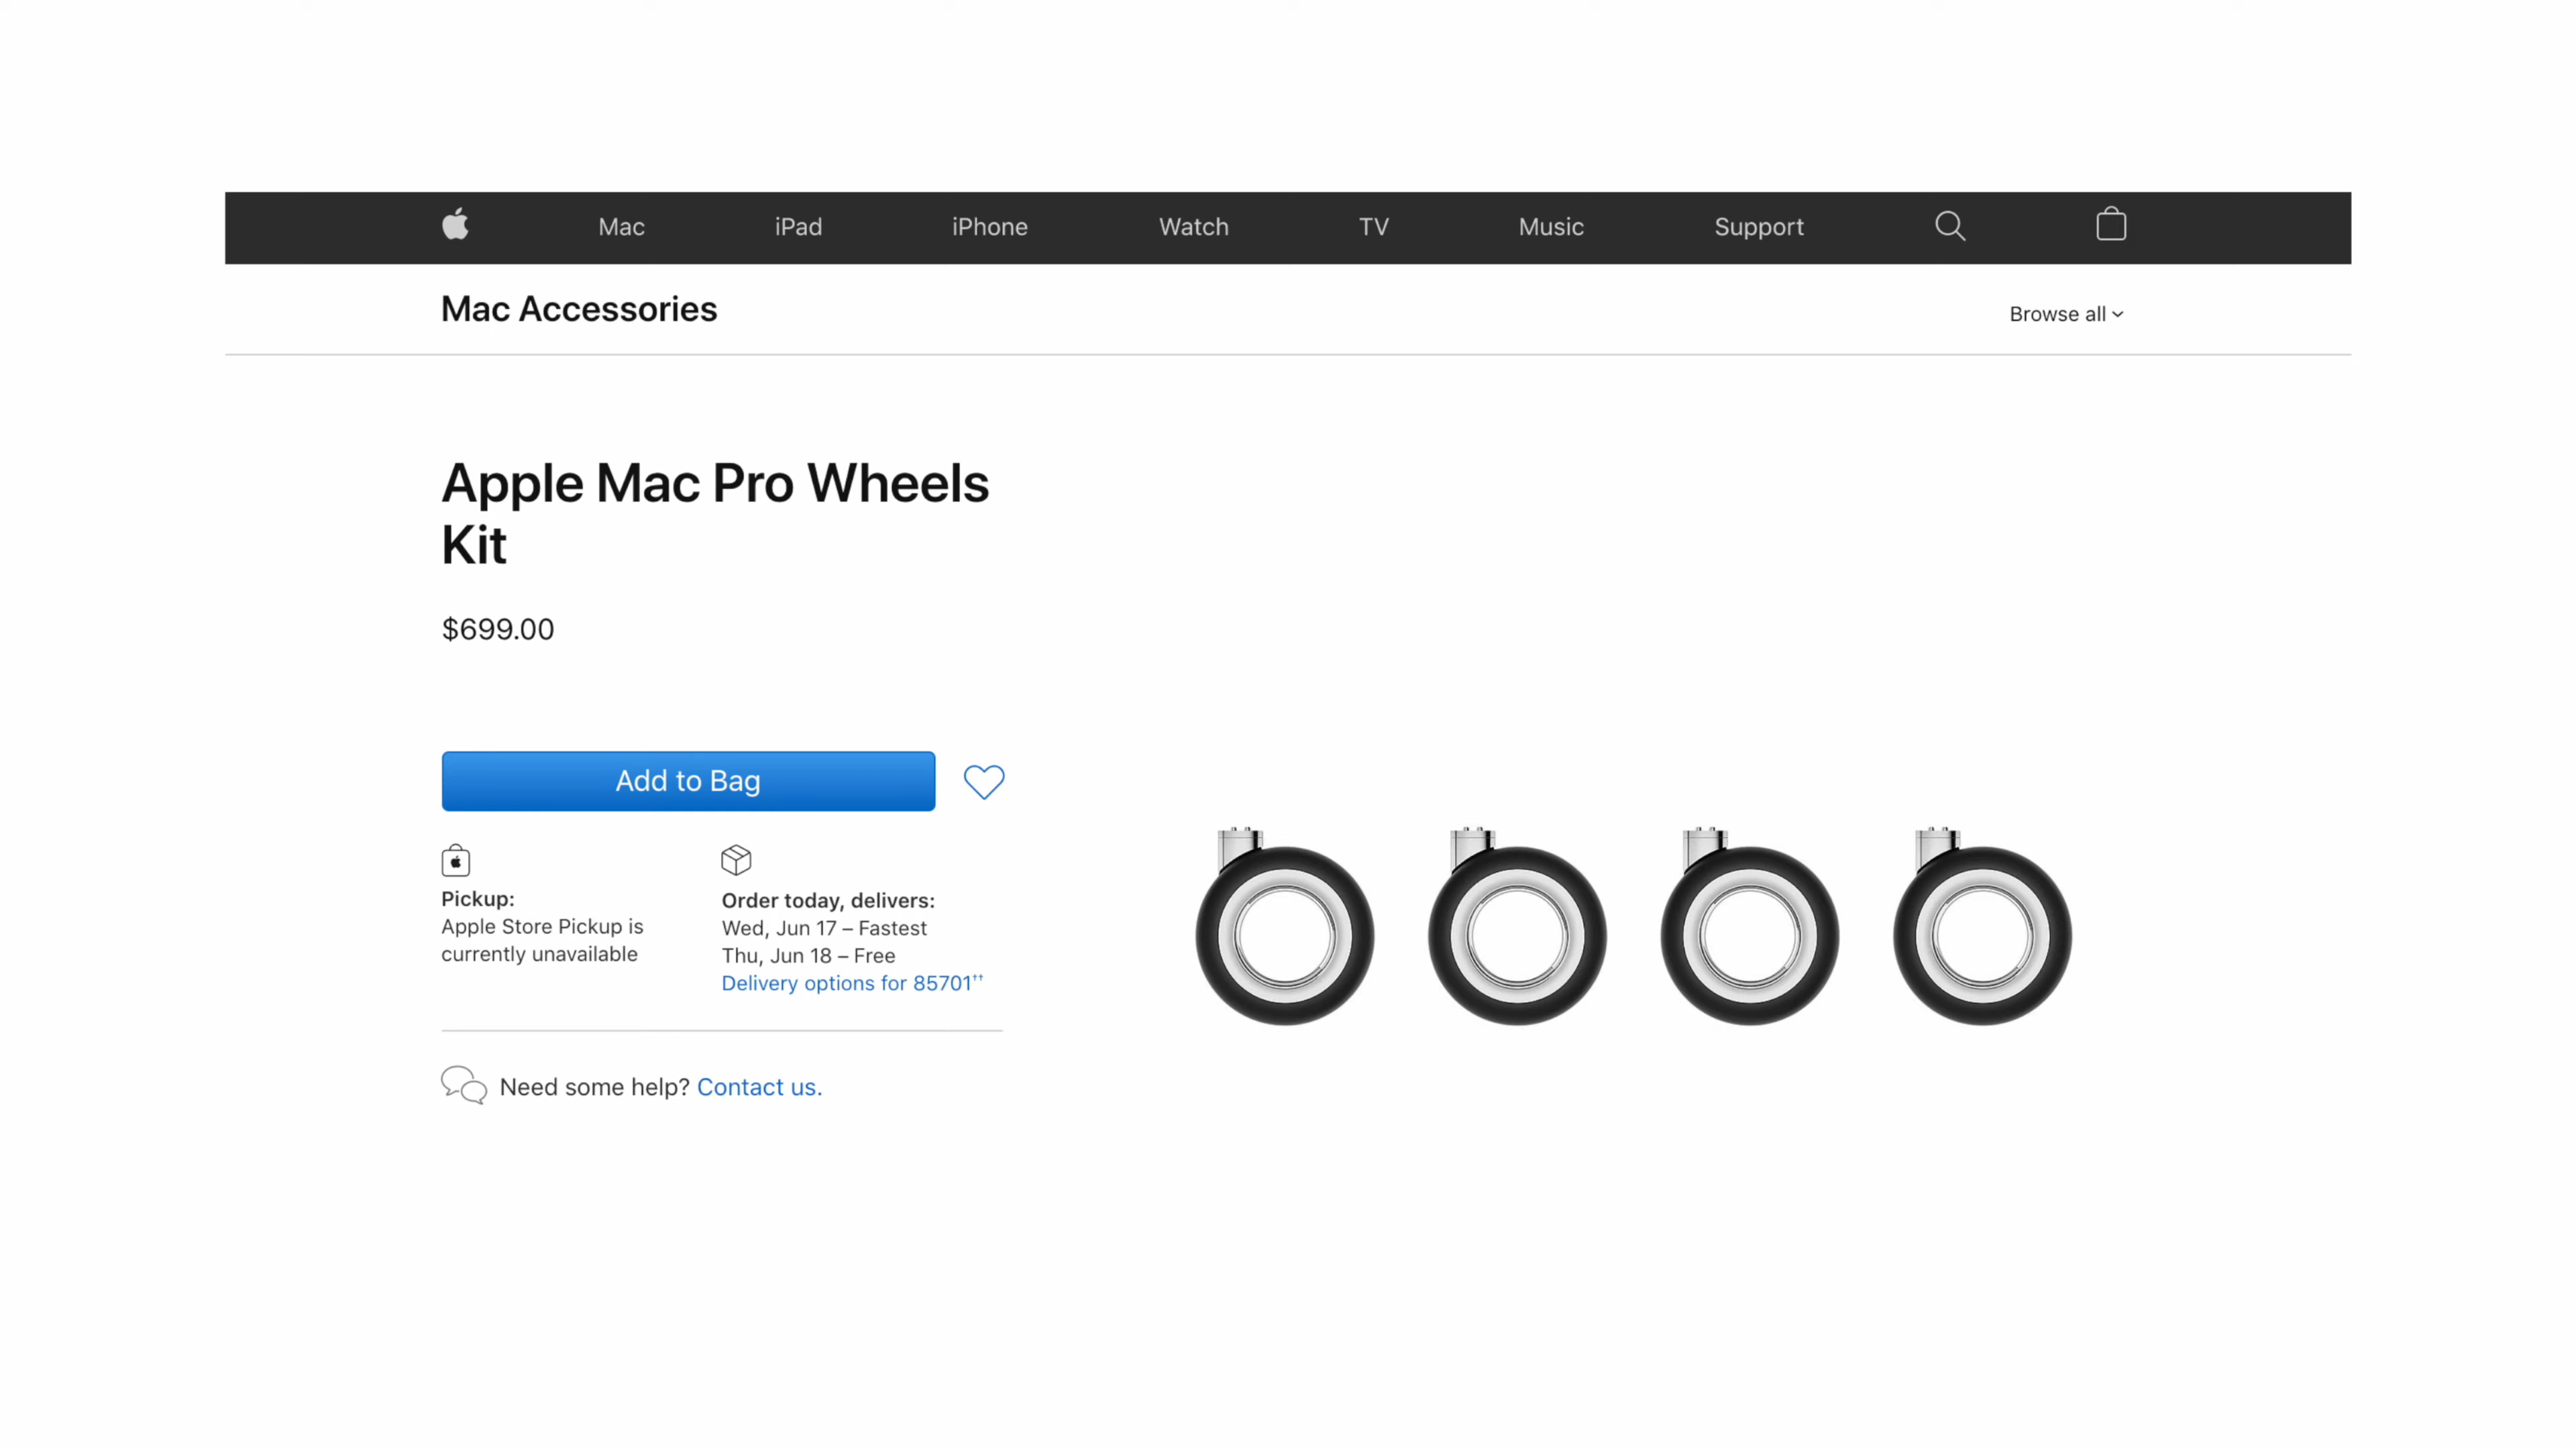 Mac iPad iPhone Watch TV Music Support
Mac Accessories
Browse all
Apple Mac Pro Wheels
Kit
$699.00
Add to Bag
Pickup:
Apple Store Pickup is
currently unavailable
Order today, delivers:
Wed, Jun 17 – Fastest
Thu, Jun 18 – Free
Delivery options for 85701††
Need some help? Contact us.